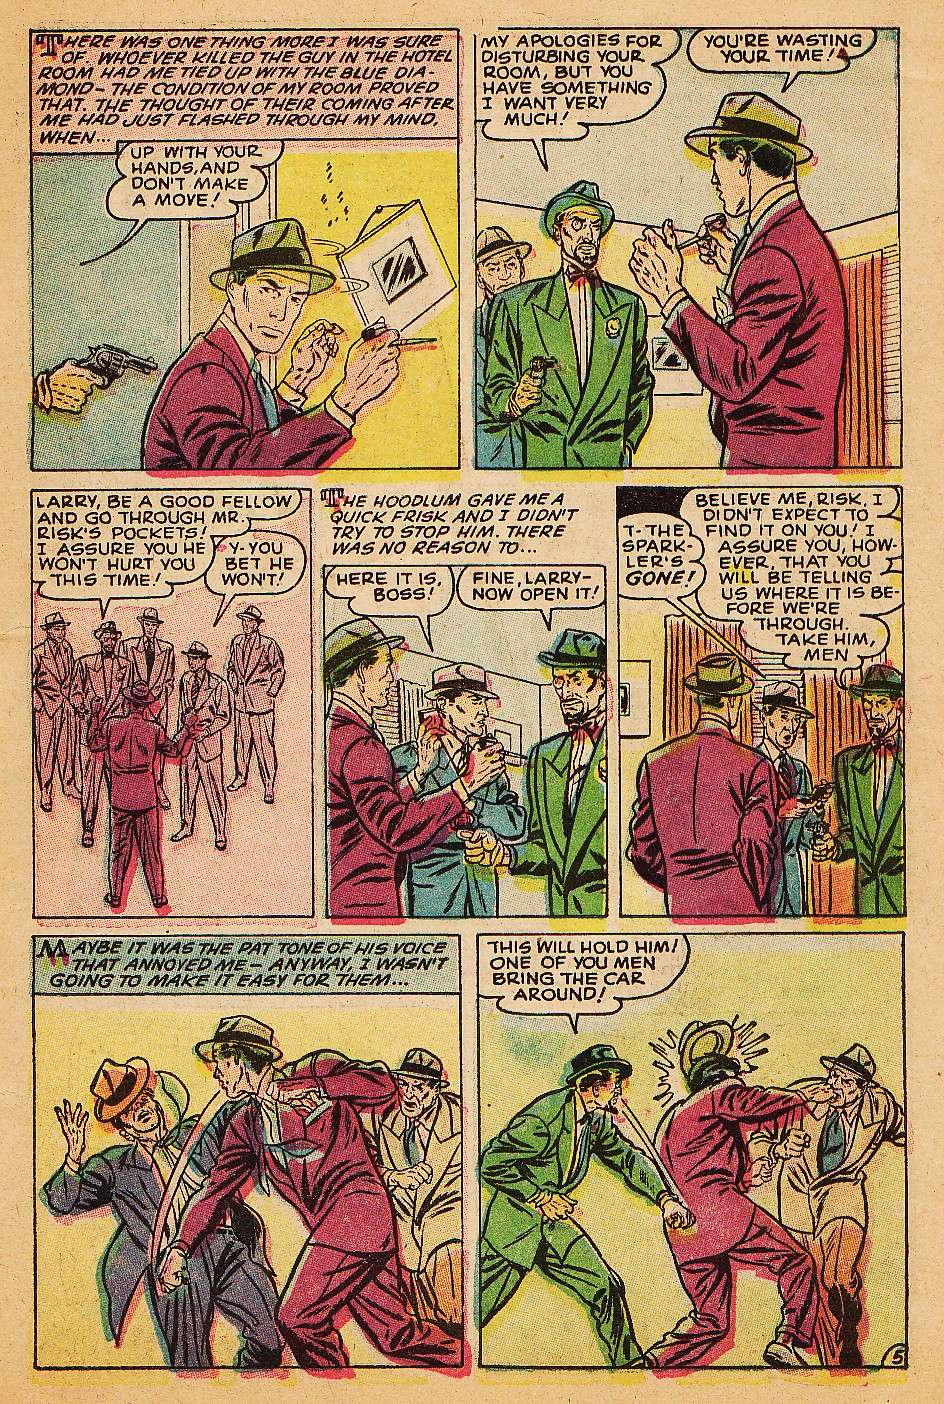 THERE WAS ONE THING MORE I WAS SURE
OF. WHOEVER KILLED THE GUY IN THE HOTEL
ROOM HAD ME TIED UP WITH THE BLUE DIA-
MOND - THE CONDITION OF MY ROOM PROVED
THAT. THE THOUGHT OF THEIR COMING AFTER
ME HAD JUST FLASHED THROUGH MY MIND,
WHEN...
UP WITH YOUR
HANDS, AND
DON'T MAKE
A MOVE!
MY APOLOGIES FOR
DISTURBING YOUR
ROOM, BUT YOU
HAVE SOMETHING
I WANT VERY
MUCH!
YOU'RE WASTING
YOUR TIME!
LARRY, BE A GOOD FELLOW
AND GO THROUGH MR.
RISK'S POCKETS!
I ASSURE YOU HE
WON'T HURT YOU
THIS TIME!
Y-YOU
BET HE
WON'T!
THE HOODLUM GAVE ME A
QUICK FRISK AND I DIDN'T
TRY TO STOP HIM. THERE
WAS NO REASON TO...
HERE IT IS,
BOSS!
FINE, LARRY-
NOW OPEN IT!
T-THE
SPARK-
LER'S
GONE!
BELIEVE ME, RISK, I
DIDN'T EXPECT TO
FIND IT ON YOU! I
ASSURE YOU, HOW-
EVER, THAT YOU
WILL BE TELLING
US WHERE IT IS BE-
FORE WE'RE
THROUGH.
TAKE HIM,
MEN
MAYBE IT WAS THE PAT TONE OF HIS VOICE
THAT ANNOYED ME - ANYWAY, I WASN'T
GOING TO MAKE IT EASY FOR THEM...
THIS WILL HOLD HIM!
ONE OF YOU MEN
BRING THE CAR
AROUND!
5